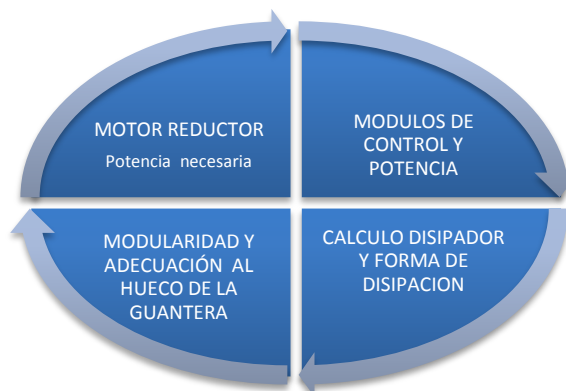 MOTOR REDUCTOR
Potencia necesaria
MODULOS DE
CONTROL Y
POTENCIA
MODULARIDAD Y
ADECUACIÓN AL
HUECO DE LA
GUANTERA
CALCULO DISIPADOR
Y FORMA DE
DISIPACION